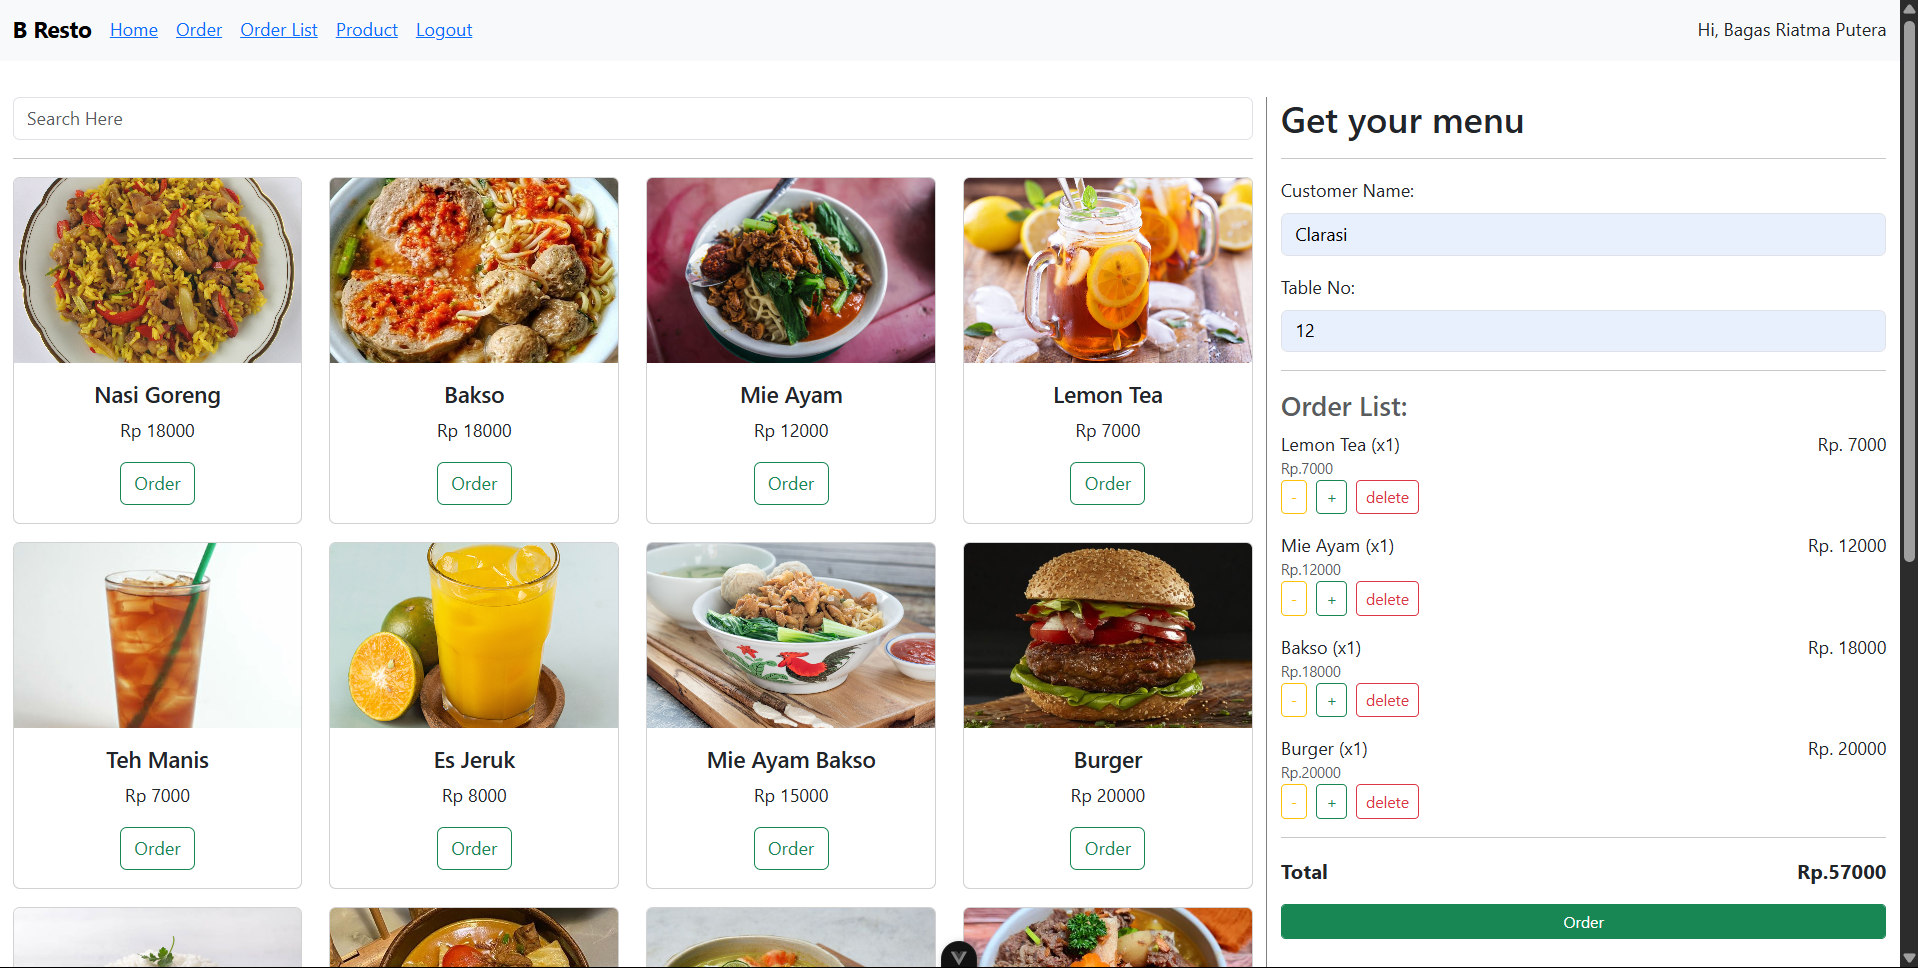 B Resto Home Order Order List Product Logout Hi, Bagas Riatma Putera
Search Here
Nasi Goreng
Rp 18000
Order
Bakso
Rp 18000
Order
Mie Ayam
Rp 12000
Order
Lemon Tea
Rp 7000
Order
Teh Manis
Rp 7000
Order
Es Jeruk
Rp 8000
Order
Mie Ayam Bakso
Rp 15000
Order
Burger
Rp 20000
Order
Get your menu
Customer Name:
Clarasi
Table No:
12
Order List:
Lemon Tea (x1) Rp. 7000
Rp.7000
- + delete
Mie Ayam (x1) Rp. 12000
Rp.12000
- + delete
Bakso (x1) Rp. 18000
Rp.18000
- + delete
Burger (x1) Rp. 20000
Rp.20000
- + delete
Total Rp.57000
Order